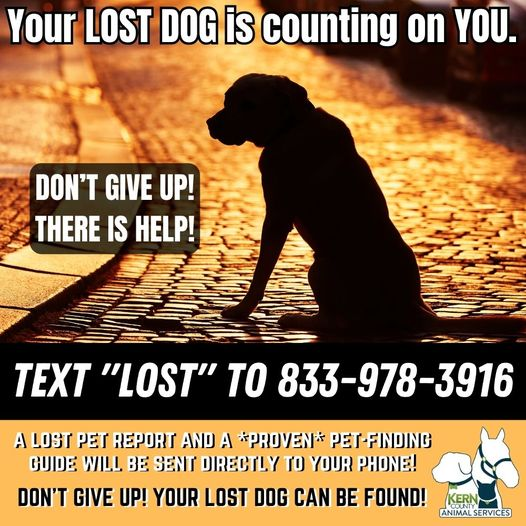 Your LOST DOG is counting on YOU.
DON'T GIVE UP!
THERE IS HELP!
TEXT "LOST" TO 833-978-3916
A LOST PET REPORT AND A *PROVEN* PET-FINDING
GUIDE WILL BE SENT DIRECTLY TO YOUR PHONE!
DON'T GIVE UP! YOUR LOST DOG CAN BE FOUND!
KERN
COUNTY
ANIMAL SERVICES